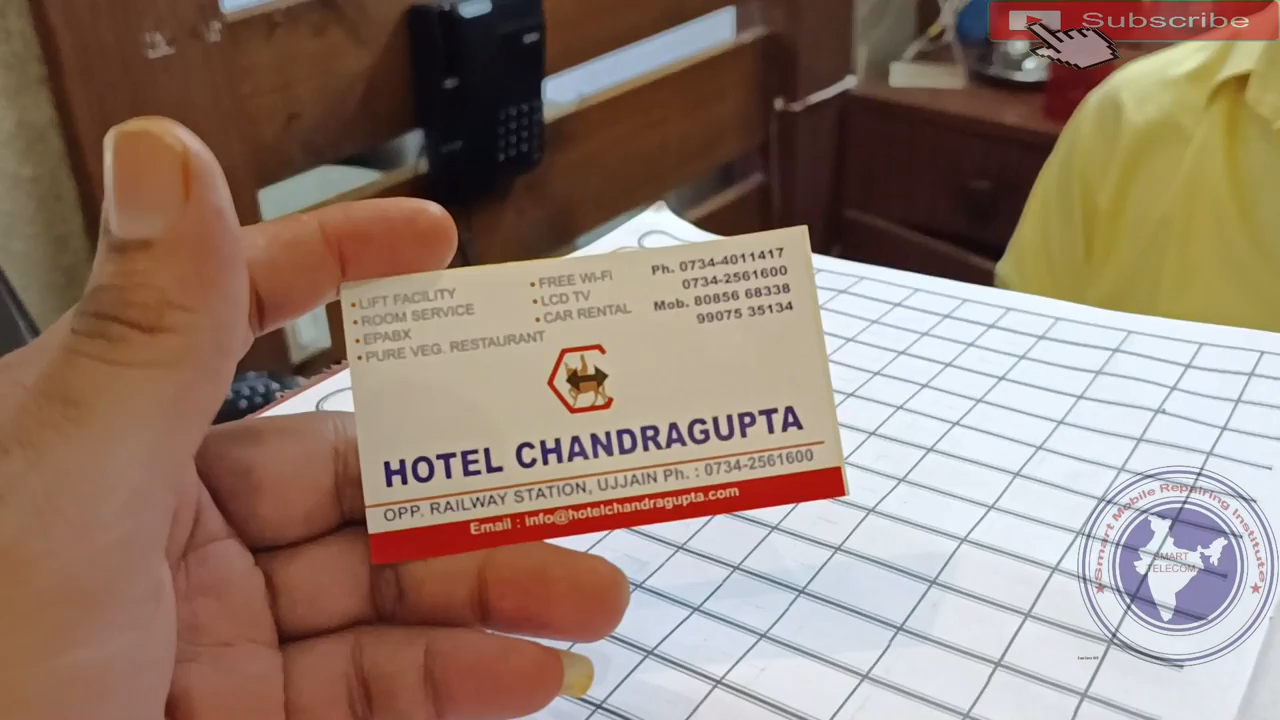 Subscribe
• LIFT FACILITY
• ROOM SERVICE
• EPABX
• PURE VEG. RESTAURANT
• FREE Wi-Fi
• LCD TV
• CAR RENTAL
Ph. 0734-4011417
0734-2561600
Mob. 80856 68338
99075 35134
HOTEL CHANDRAGUPTA
OPP. RAILWAY STATION, UJJAIN Ph. : 0734-2561600
Email : info@hotelchandragupta.com
Smart Mobile Repairing Institute
SMART
TELECOM